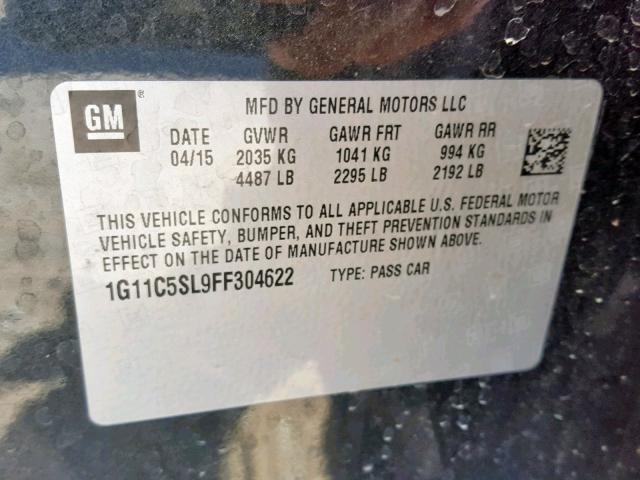 GM ®
MFD BY GENERAL MOTORS LLC
DATE GVWR GAWR FRT GAWR RR
04/15 2035 KG 1041 KG 994 KG
4487 LB 2295 LB 2192 LB
THIS VEHICLE CONFORMS TO ALL APPLICABLE U.S. FEDERAL MOTOR
VEHICLE SAFETY, BUMPER, AND THEFT PREVENTION STANDARDS IN
EFFECT ON THE DATE OF MANUFACTURE SHOWN ABOVE.
1G11C5SL9FF304622 TYPE: PASS CAR